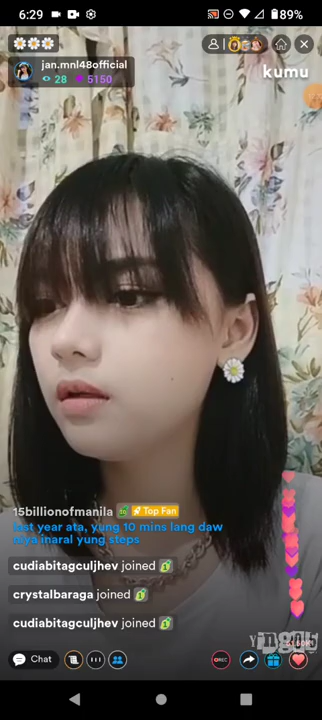 6:29
89%
jan.mnl48official
28 5150
kumu
15billionofmanila Top Fan
last year ata, yung 10 mins lang daw
niya inaral yung steps
cudiabitagculjhev joined
crystalbaraga joined
cudiabitagculjhev joined
Chat
REC